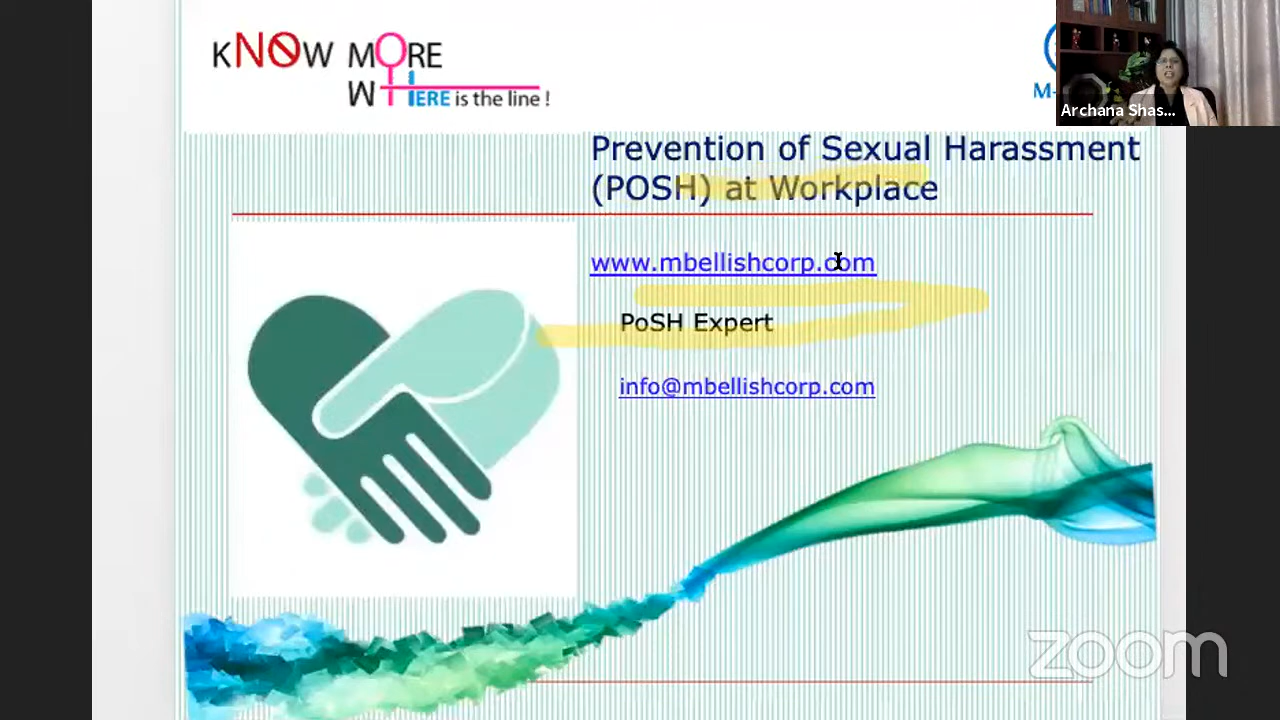 KNOW MORE
WHERE is the line !
M-
Archana Shas...
Prevention of Sexual Harassment
(POSH) at Workplace
www.mbellishcorp.com
PoSH Expert
info@mbellishcorp.com
zoom